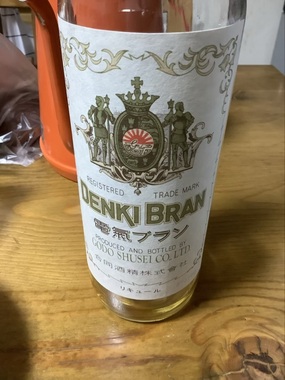 REGISTERED TRADE MARK
DENKI BRAN
電氣ブラン
PRODUCED AND BOTTLED BY
GODO SHUSEI CO., LTD
合同酒精株式会社
リキュール